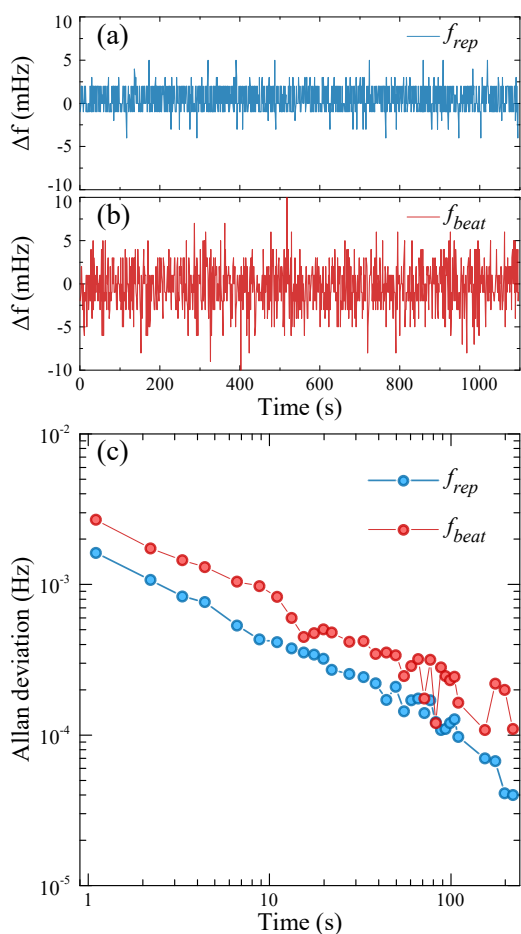 (a)
f_rep
10
5
0
-5
10
Δf (mHz)
(b)
f_beat
5
0
-5
-10
Δf (mHz)
0 200 400 600 800 1000
Time (s)
(c)
f_rep
f_beat
10⁻²
10⁻³
10⁻⁴
10⁻⁵
Allan deviation (Hz)
1 10 100
Time (s)